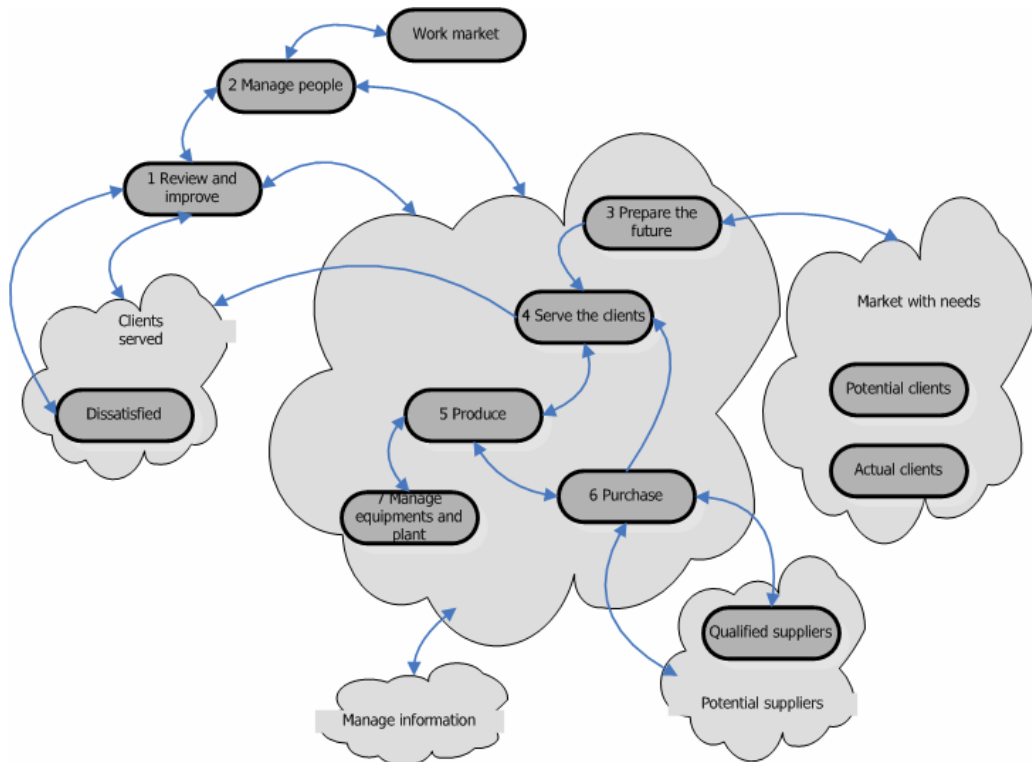 Work market
2 Manage people
1 Review and
improve
3 Prepare the
future
Clients
served
4 Serve the clients
Market with needs
Dissatisfied
5 Produce
Potential clients
Actual clients
7 Manage
equipments and
plant
6 Purchase
Qualified suppliers
Manage information
Potential suppliers